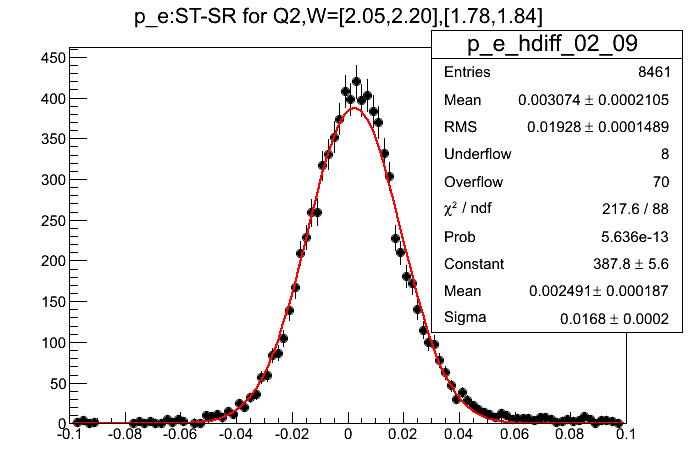 p_e:ST-SR for Q2,W=[2.05,2.20],[1.78,1.84]
p_e_hdiff_02_09
Entries 8461
Mean 0.003074 ± 0.0002105
RMS 0.01928 ± 0.0001489
Underflow 8
Overflow 70
χ² / ndf 217.6 / 88
Prob 5.636e-13
Constant 387.8 ± 5.6
Mean 0.002491 ± 0.000187
Sigma 0.0168 ± 0.0002
450
400
350
300
250
200
150
100
50
0
-0.1 -0.08 -0.06 -0.04 -0.02 0 0.02 0.04 0.06 0.08 0.1